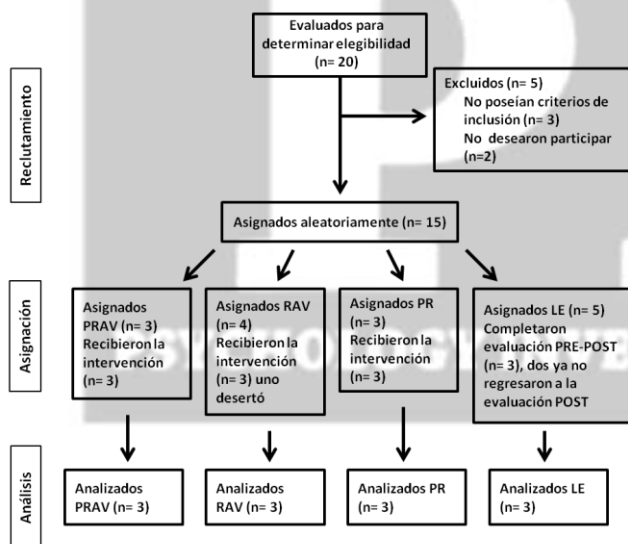 Evaluados para
determinar elegibilidad
(n= 20)
Reclutamiento
Excluidos (n= 5)
No poseían criterios de
inclusión (n= 3)
No desearon participar
(n=2)
Asignados aleatoriamente (n= 15)
Asignación
Asignados
PRAV (n= 3)
Recibieron la
intervención
(n= 3)
Asignados RAV
(n= 4)
Recibieron la
intervención
(n= 3) uno
desertó
Asignados PR
(n= 3)
Recibieron la
intervención
(n= 3)
Asignados LE (n= 5)
Completaron
evaluación PRE-POST
(n= 3), dos ya no
regresaron a la
evaluación POST
Análisis
Analizados
PRAV (n= 3)
Analizados
RAV (n= 3)
Analizados PR
(n= 3)
Analizados LE
(n= 3)